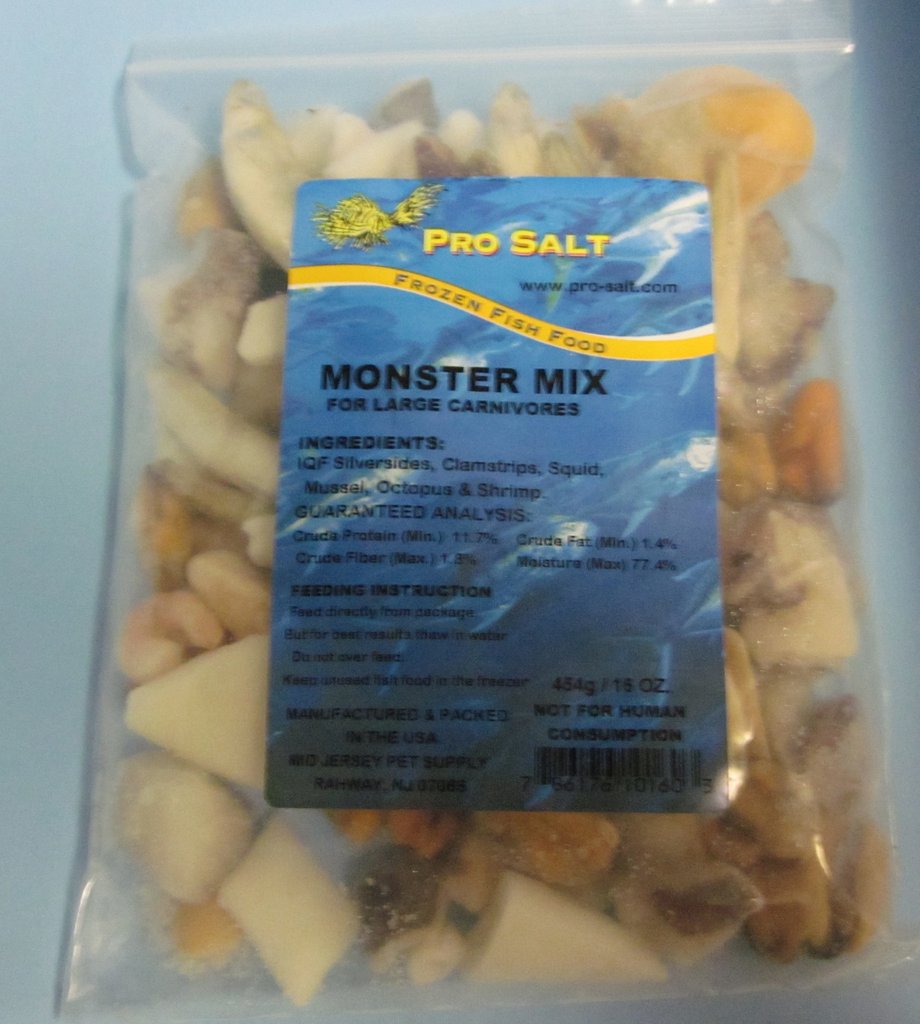 PRO SALT
www.pro-salt.com
FROZEN FISH FOOD
MONSTER MIX
FOR LARGE CARNIVORES
INGREDIENTS:
IQF Silversides, Clamstrips, Squid,
Mussel, Octopus & Shrimp.
GUARANTEED ANALYSIS:
Crude Protein (Min.) 11.7% Crude Fat (Min.) 1.4%
Crude Fiber (Max.) 1.3% Moisture (Max) 77.4%
FEEDING INSTRUCTION
Feed directly from package
But for best results thaw in water
Do not over feed.
Keep unused fish food in the freezer
454g / 16 OZ.
NOT FOR HUMAN
CONSUMPTION
MANUFACTURED & PACKED
IN THE USA
MID JERSEY PET SUPPLY
RAHWAY, NJ 07065